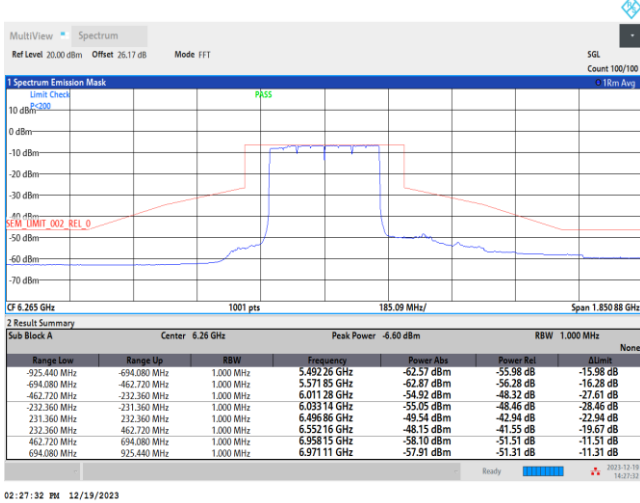 MultiView Spectrum
Ref Level 20.00 dBm Offset 26.17 dB Mode FFT SGL
Count 100/100
1 Spectrum Emission Mask 1Rm Avg
Limit Check PASS
P<200
10 dBm
0 dBm
-10 dBm
-20 dBm
-30 dBm
-40 dBm
SEM_LIMIT_002_REL_0
-50 dBm
-60 dBm
-70 dBm
CF 6.265 GHz 1001 pts 185.09 MHz/ Span 1.850 88 GHz
2 Result Summary
Sub Block A Center 6.26 GHz Peak Power -6.60 dBm RBW 1.000 MHz
None
Range Low Range Up RBW Frequency Power Abs Power Rel ΔLimit
-925.440 MHz -694.080 MHz 1.000 MHz 5.492 26 GHz -62.57 dBm -55.98 dB -15.98 dB
-694.080 MHz -462.720 MHz 1.000 MHz 5.571 85 GHz -62.87 dBm -56.28 dB -16.28 dB
-462.720 MHz -232.360 MHz 1.000 MHz 6.011 28 GHz -54.92 dBm -48.32 dB -27.61 dB
-232.360 MHz -231.360 MHz 1.000 MHz 6.033 14 GHz -55.05 dBm -48.46 dB -28.46 dB
231.360 MHz 232.360 MHz 1.000 MHz 6.496 86 GHz -49.54 dBm -42.94 dB -22.94 dB
232.360 MHz 462.720 MHz 1.000 MHz 6.552 16 GHz -48.15 dBm -41.55 dB -19.67 dB
462.720 MHz 694.080 MHz 1.000 MHz 6.958 15 GHz -58.10 dBm -51.51 dB -11.51 dB
694.080 MHz 925.440 MHz 1.000 MHz 6.971 11 GHz -57.91 dBm -51.31 dB -11.31 dB
Ready 2023-12-19
14:27:32
02:27:32 PM 12/19/2023